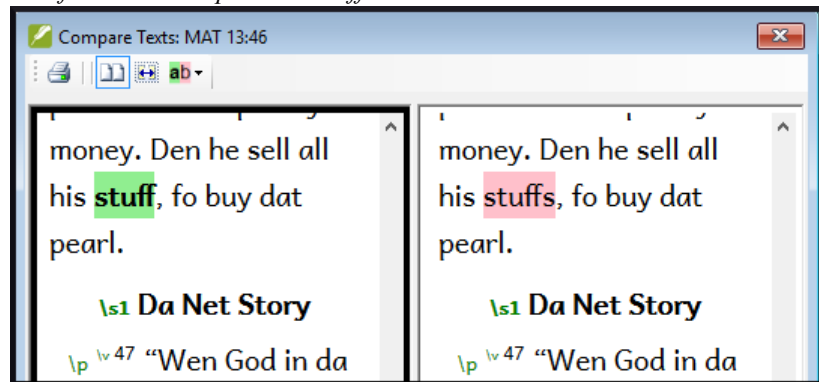 Compare Texts: MAT 13:46
ab
money. Den he sell all
his stuff, fo buy dat
pearl.
\s1 Da Net Story
\p \v 47 “Wen God in da
money. Den he sell all
his stuffs, fo buy dat
pearl.
\s1 Da Net Story
\p \v 47 “Wen God in da